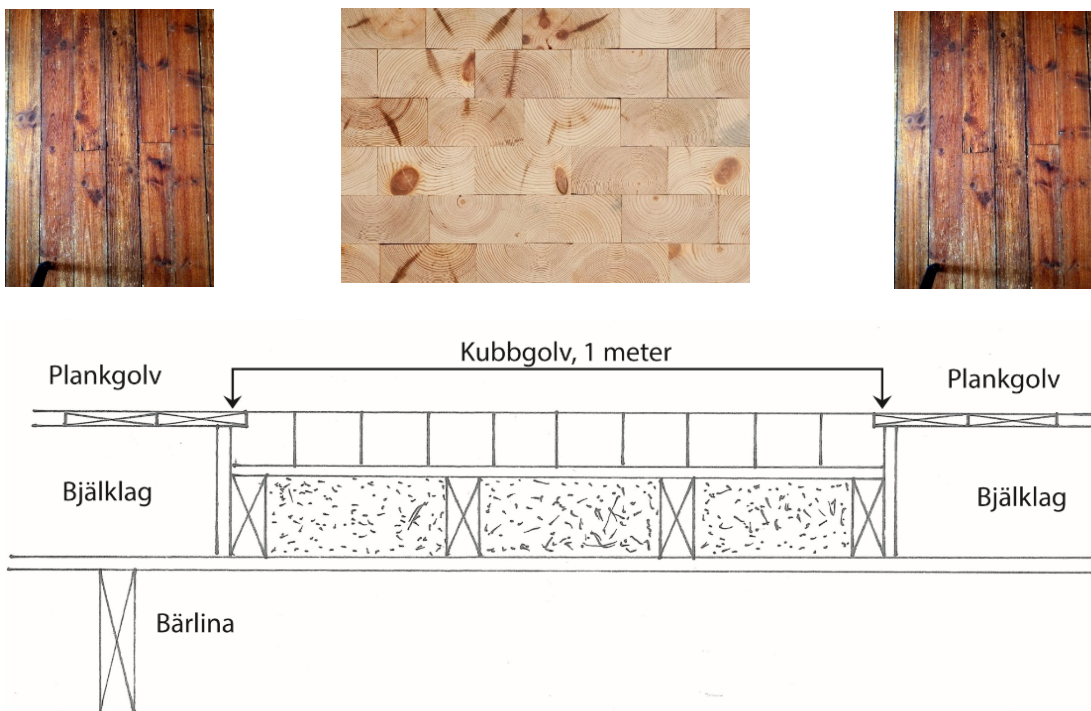 Kubbgolv, 1 meter
Plankgolv
Plankgolv
Bjälklag
Bjälklag
Bärlina